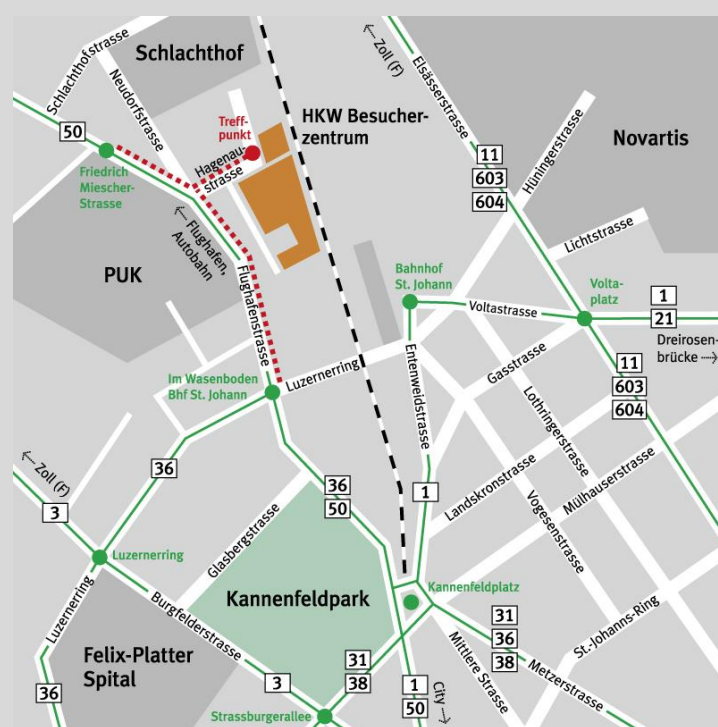 Schlachthofstrasse
Schlachthof
Neudorfstrasse
50
Friedrich
Miescher-
Strasse
Treff-
punkt
Hagenau-
strasse
HKW Besucher-
zentrum
← Zoll (F)
Elsässerstrasse
Novartis
11
603
604
Hüningerstrasse
Lichtstrasse
← Flughafen,
Autobahn
PUK
Flughafenstrasse
Bahnhof
St. Johann
Volta-
platz
1
21
Voltastrasse
Dreirosen-
brücke →
Im Wasenboden
Bhf St. Johann
Luzernerring
Entenweidstrasse
Gasstrasse
11
603
604
Lothringerstrasse
36
← Zoll (F)
3
36
50
1
Landskronstrasse
Mülhauserstrasse
Vogesenstrasse
Luzernerring
Glasbergstrasse
Kannenfeldpark
Kannenfeldplatz
Luzernerring
Burgfelderstrasse
Felix-Platter
Spital
31
36
38
St.-Johanns-Ring
Mittlere Strasse
Metzerstrasse
31
38
3
36
1
50
City →
Strassburgerallee